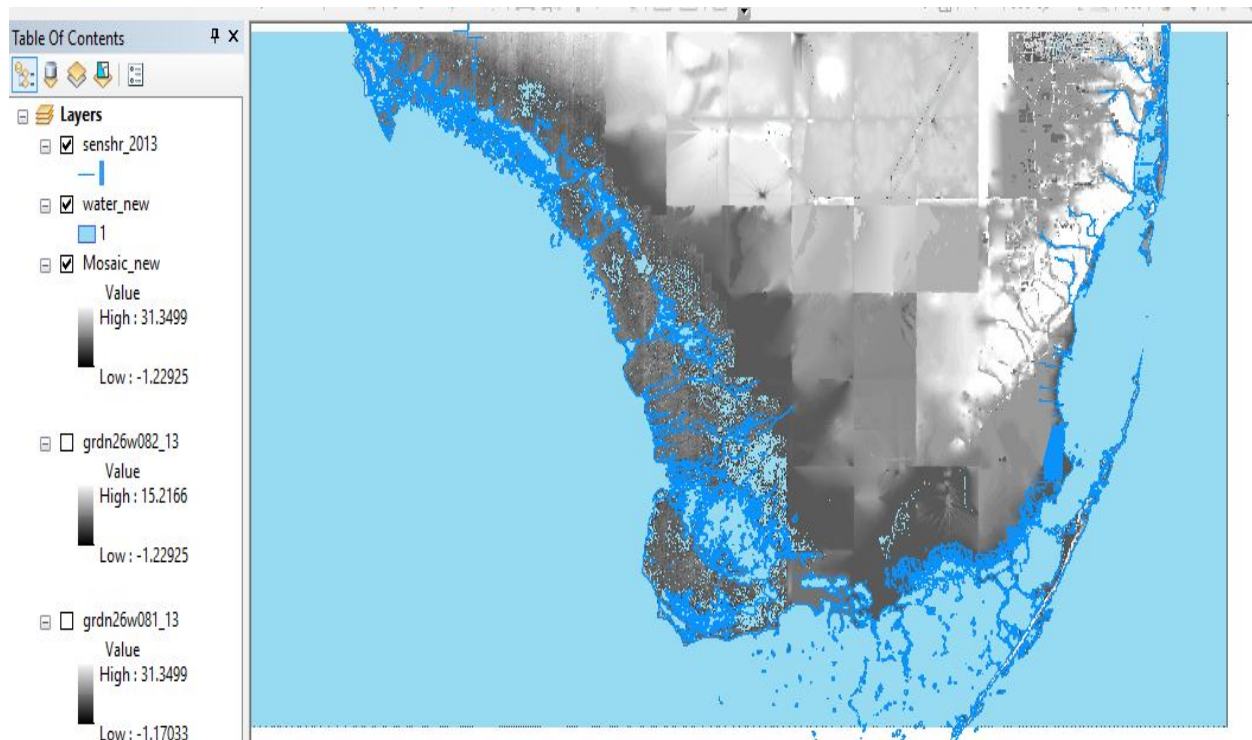 Table Of Contents
Layers
senshr_2013
water_new
1
Mosaic_new
Value
High : 31.3499
Low : -1.22925
grdn26w082_13
Value
High : 15.2166
Low : -1.22925
grdn26w081_13
Value
High : 31.3499
Low : -1.17033